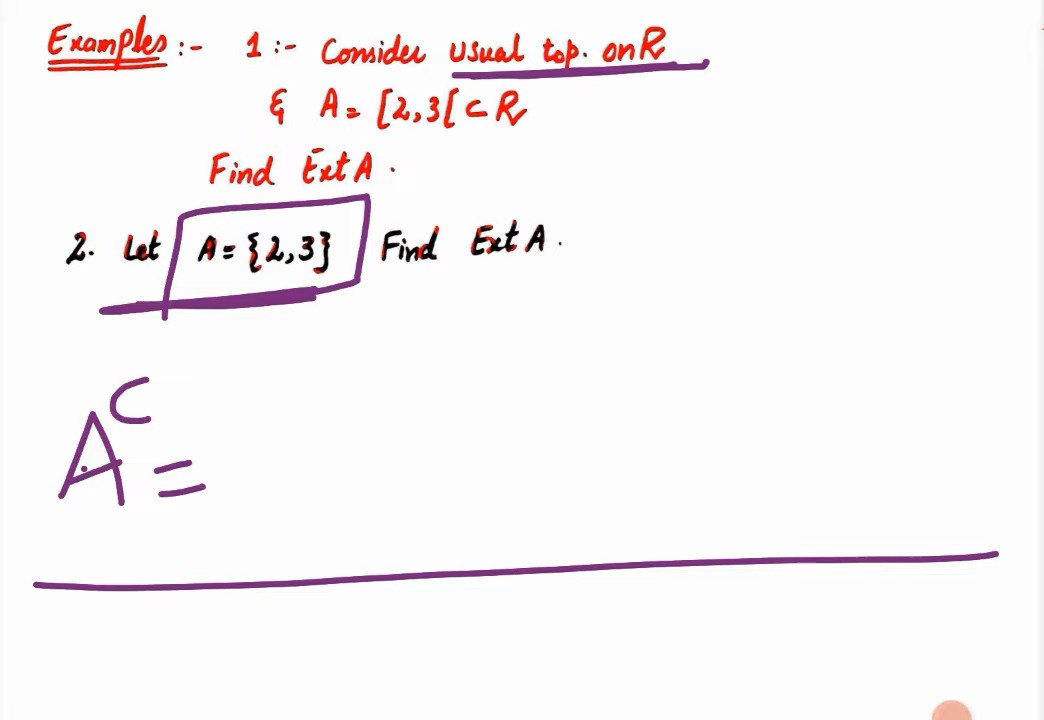 Examples :- 1 :- Consider usual top. on R
& A = [2,3[ ⊂ R
Find Ext A .
2. Let A = {2,3} Find Ext A .
A^C =